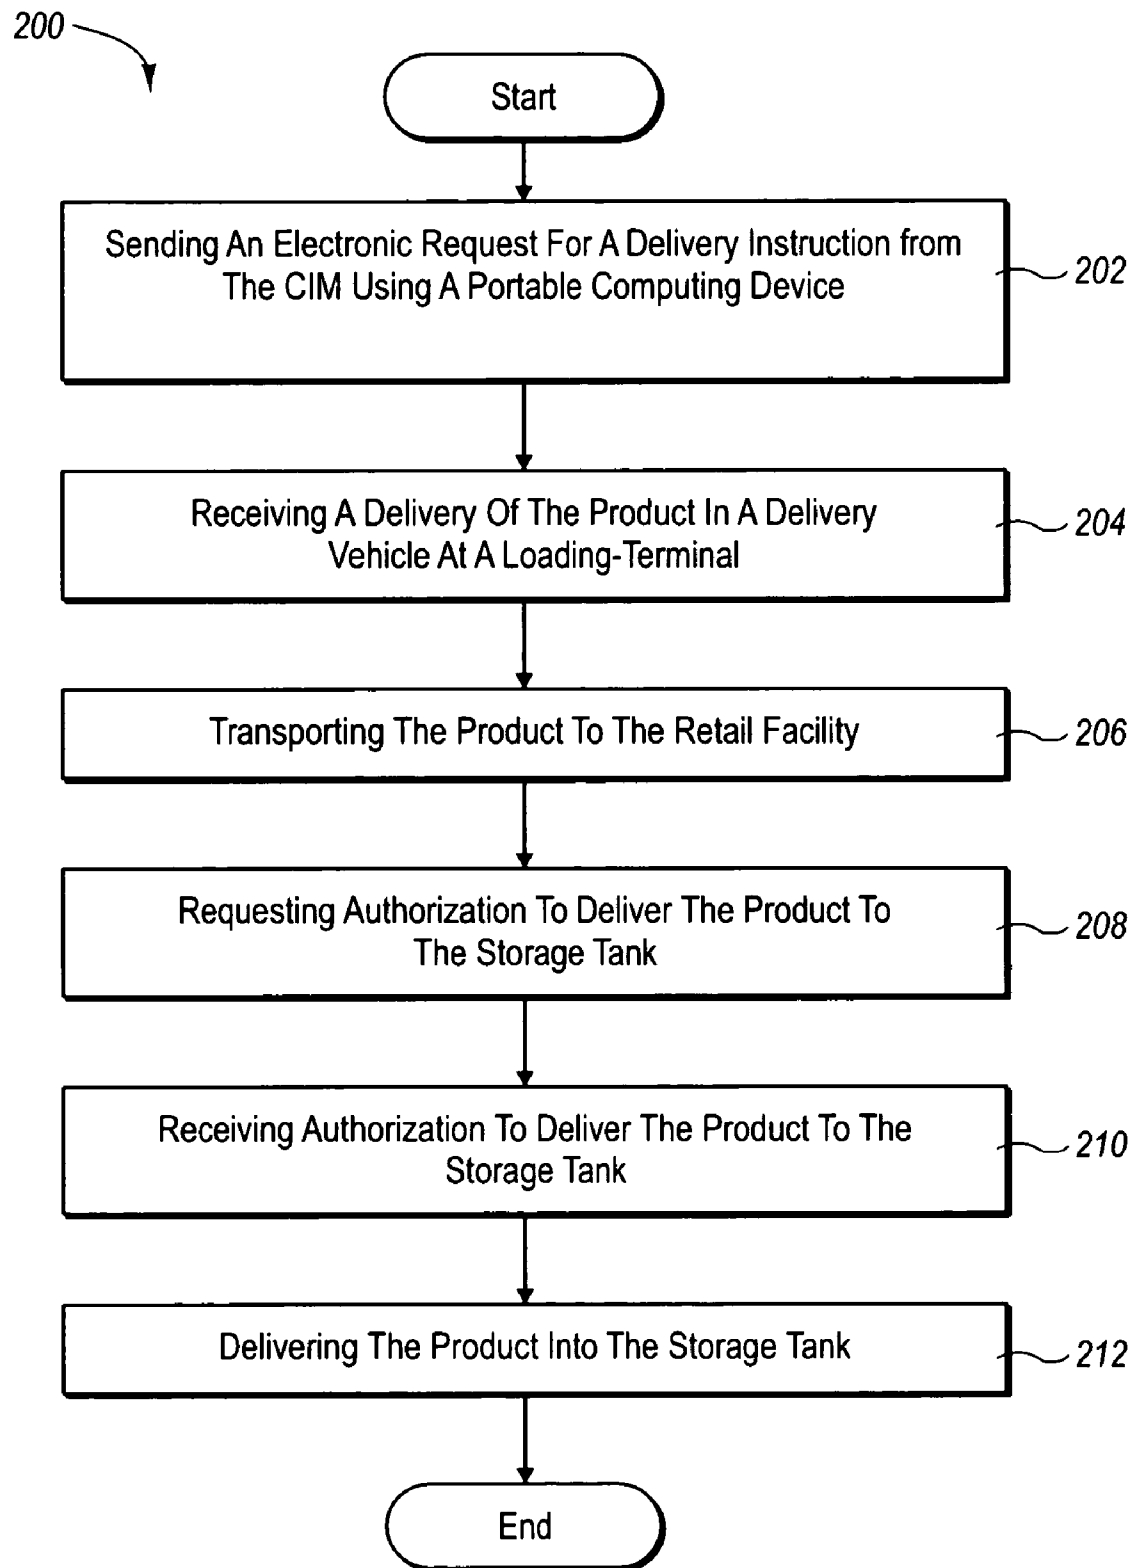 200
Start
Sending An Electronic Request For A Delivery Instruction from
The CIM Using A Portable Computing Device
202
Receiving A Delivery Of The Product In A Delivery
Vehicle At A Loading-Terminal
204
Transporting The Product To The Retail Facility
206
Requesting Authorization To Deliver The Product To
The Storage Tank
208
Receiving Authorization To Deliver The Product To The
Storage Tank
210
Delivering The Product Into The Storage Tank
212
End